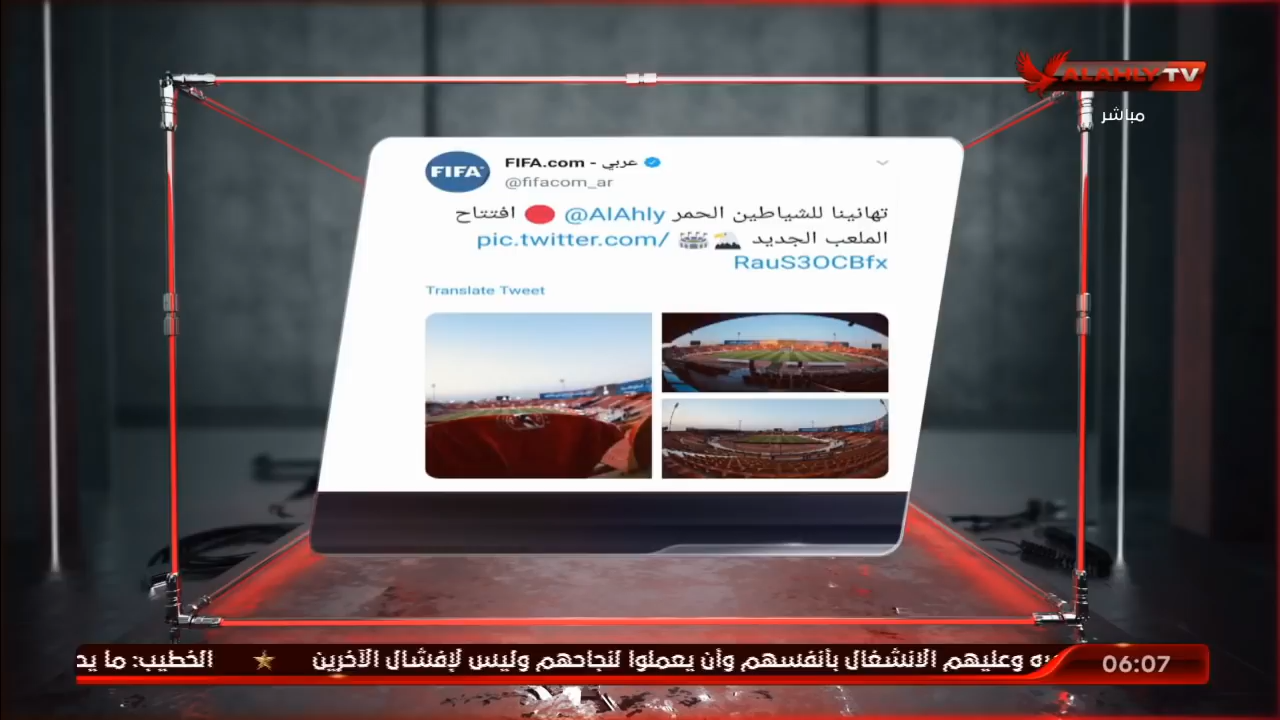 ALAHLY TV
مباشر
FIFA
FIFA.com - عربي
@fifacom_ar
تهانينا للشياطين الحمر @AlAhly 🔴 افتتاح
الملعب الجديد 🦅🏟 pic.twitter.com/
RauS3OCBfx
Translate Tweet
وعليهم الانشغال بأنفسهم وأن يعملوا لنجاحهم وليس لإفشال الآخرين ★ الخطيب: ما
06:07